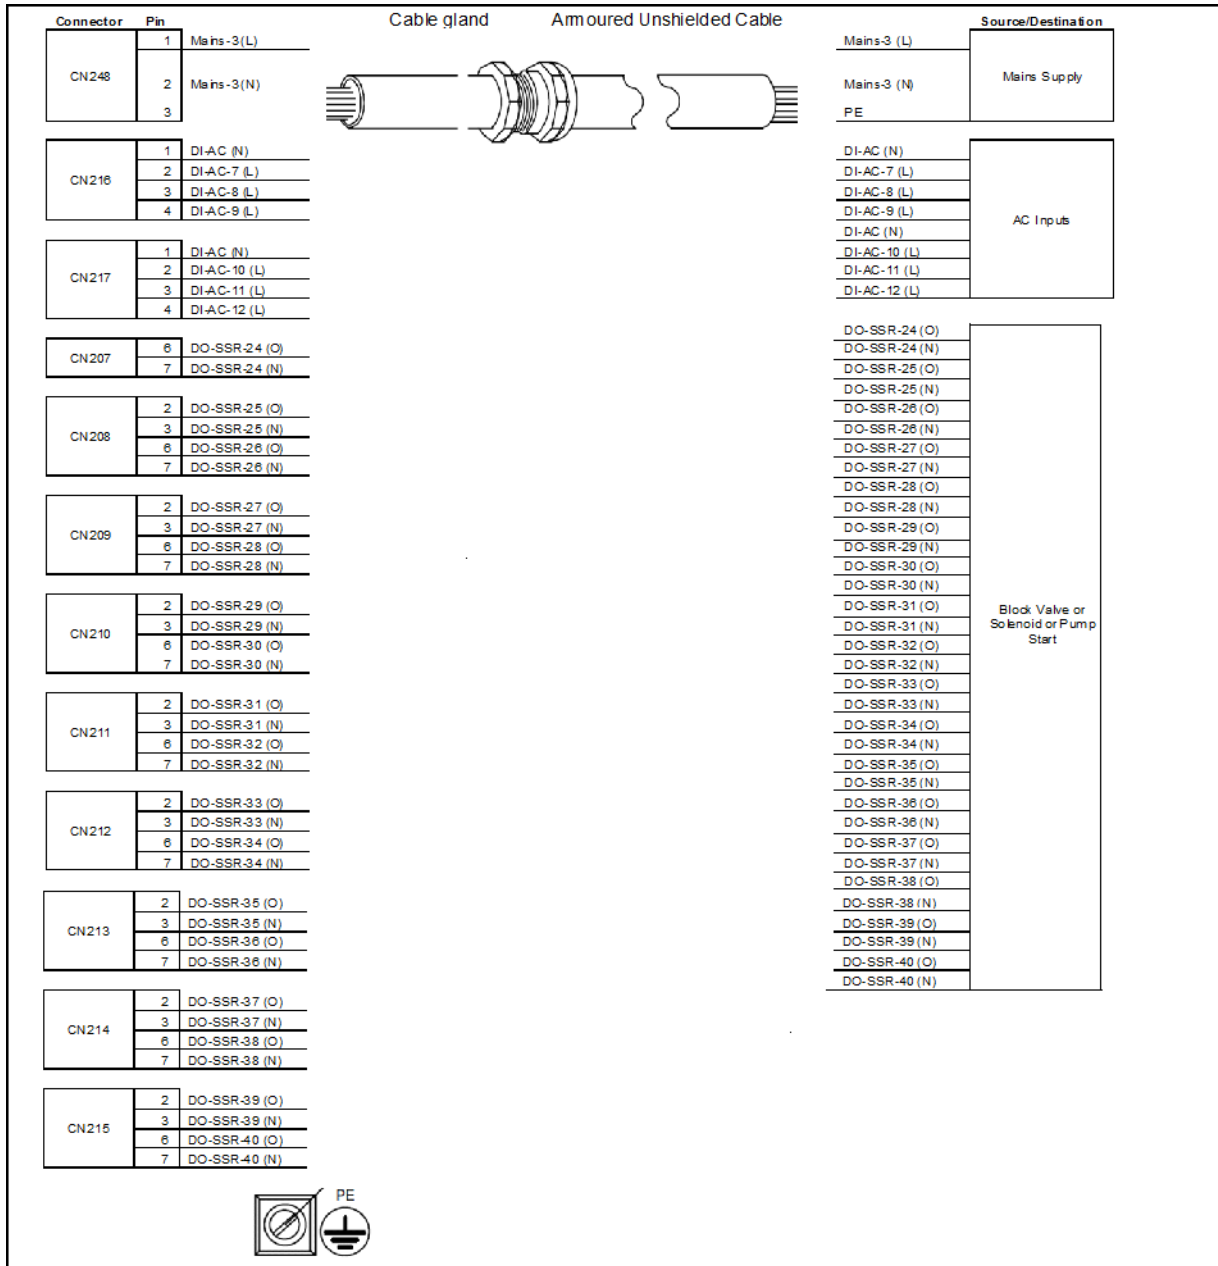 Connector Pin Cable gland Armoured Unshielded Cable Source/Destination
CN248
1 Mains-3(L)
2 Mains-3(N)
3
Mains-3 (L)
Mains-3 (N)
PE
Mains Supply
CN216
1 DI-AC (N)
2 DI-AC-7 (L)
3 DI-AC-8 (L)
4 DI-AC-9 (L)
CN217
1 DI-AC (N)
2 DI-AC-10 (L)
3 DI-AC-11 (L)
4 DI-AC-12 (L)
DI-AC (N)
DI-AC-7 (L)
DI-AC-8 (L)
DI-AC-9 (L)
DI-AC (N)
DI-AC-10 (L)
DI-AC-11 (L)
DI-AC-12 (L)
AC Inputs
CN207
6 DO-SSR-24 (O)
7 DO-SSR-24 (N)
CN208
2 DO-SSR-25 (O)
3 DO-SSR-25 (N)
6 DO-SSR-26 (O)
7 DO-SSR-26 (N)
CN209
2 DO-SSR-27 (O)
3 DO-SSR-27 (N)
6 DO-SSR-28 (O)
7 DO-SSR-28 (N)
CN210
2 DO-SSR-29 (O)
3 DO-SSR-29 (N)
6 DO-SSR-30 (O)
7 DO-SSR-30 (N)
CN211
2 DO-SSR-31 (O)
3 DO-SSR-31 (N)
6 DO-SSR-32 (O)
7 DO-SSR-32 (N)
CN212
2 DO-SSR-33 (O)
3 DO-SSR-33 (N)
6 DO-SSR-34 (O)
7 DO-SSR-34 (N)
CN213
2 DO-SSR-35 (O)
3 DO-SSR-35 (N)
6 DO-SSR-36 (O)
7 DO-SSR-36 (N)
CN214
2 DO-SSR-37 (O)
3 DO-SSR-37 (N)
6 DO-SSR-38 (O)
7 DO-SSR-38 (N)
CN215
2 DO-SSR-39 (O)
3 DO-SSR-39 (N)
6 DO-SSR-40 (O)
7 DO-SSR-40 (N)
DO-SSR-24 (O)
DO-SSR-24 (N)
DO-SSR-25 (O)
DO-SSR-25 (N)
DO-SSR-26 (O)
DO-SSR-26 (N)
DO-SSR-27 (O)
DO-SSR-27 (N)
DO-SSR-28 (O)
DO-SSR-28 (N)
DO-SSR-29 (O)
DO-SSR-29 (N)
DO-SSR-30 (O)
DO-SSR-30 (N)
DO-SSR-31 (O)
DO-SSR-31 (N)
DO-SSR-32 (O)
DO-SSR-32 (N)
DO-SSR-33 (O)
DO-SSR-33 (N)
DO-SSR-34 (O)
DO-SSR-34 (N)
DO-SSR-35 (O)
DO-SSR-35 (N)
DO-SSR-36 (O)
DO-SSR-36 (N)
DO-SSR-37 (O)
DO-SSR-37 (N)
DO-SSR-38 (O)
DO-SSR-38 (N)
DO-SSR-39 (O)
DO-SSR-39 (N)
DO-SSR-40 (O)
DO-SSR-40 (N)
Block Valve or
Solenoid or Pump
Start
PE